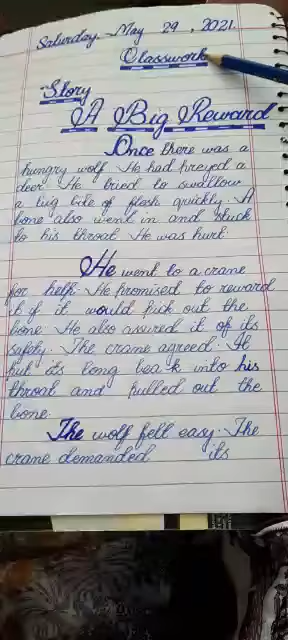 Saturday, May 29, 2021.
Classwork
Story
A Big Reward
Once there was a
hungry wolf. He had preyed a
deer. He tried to swallow
a big bite of flesh quickly. A
bone also went in and stuck
to his throat. He was hurt.
He went to a crane
for help. He promised to reward
it if it would pick out the
bone. He also assured it of its
safety. The crane agreed. It
put its long beak into his
throat and pulled out the
bone.
The wolf fell easy. The
crane demanded its